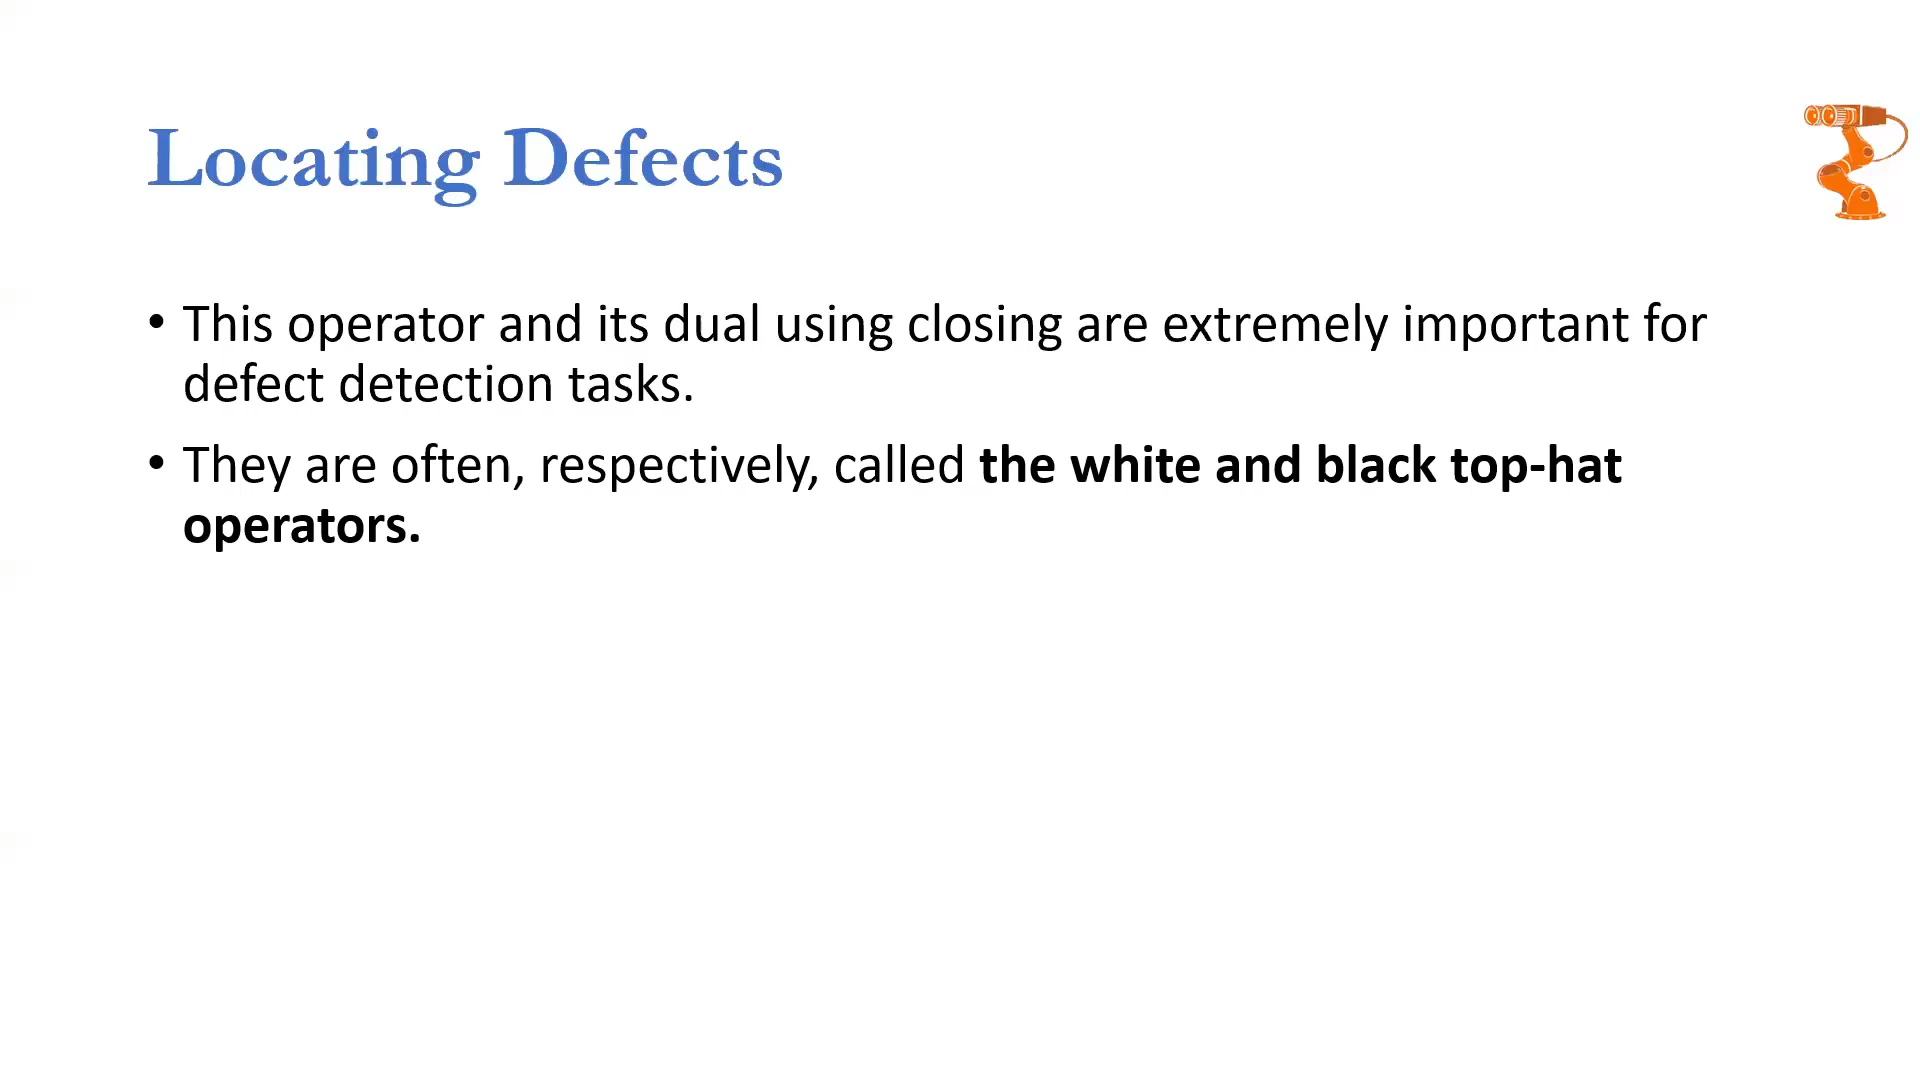 Locating Defects
• This operator and its dual using closing are extremely important for
defect detection tasks.
• They are often, respectively, called the white and black top-hat
operators.